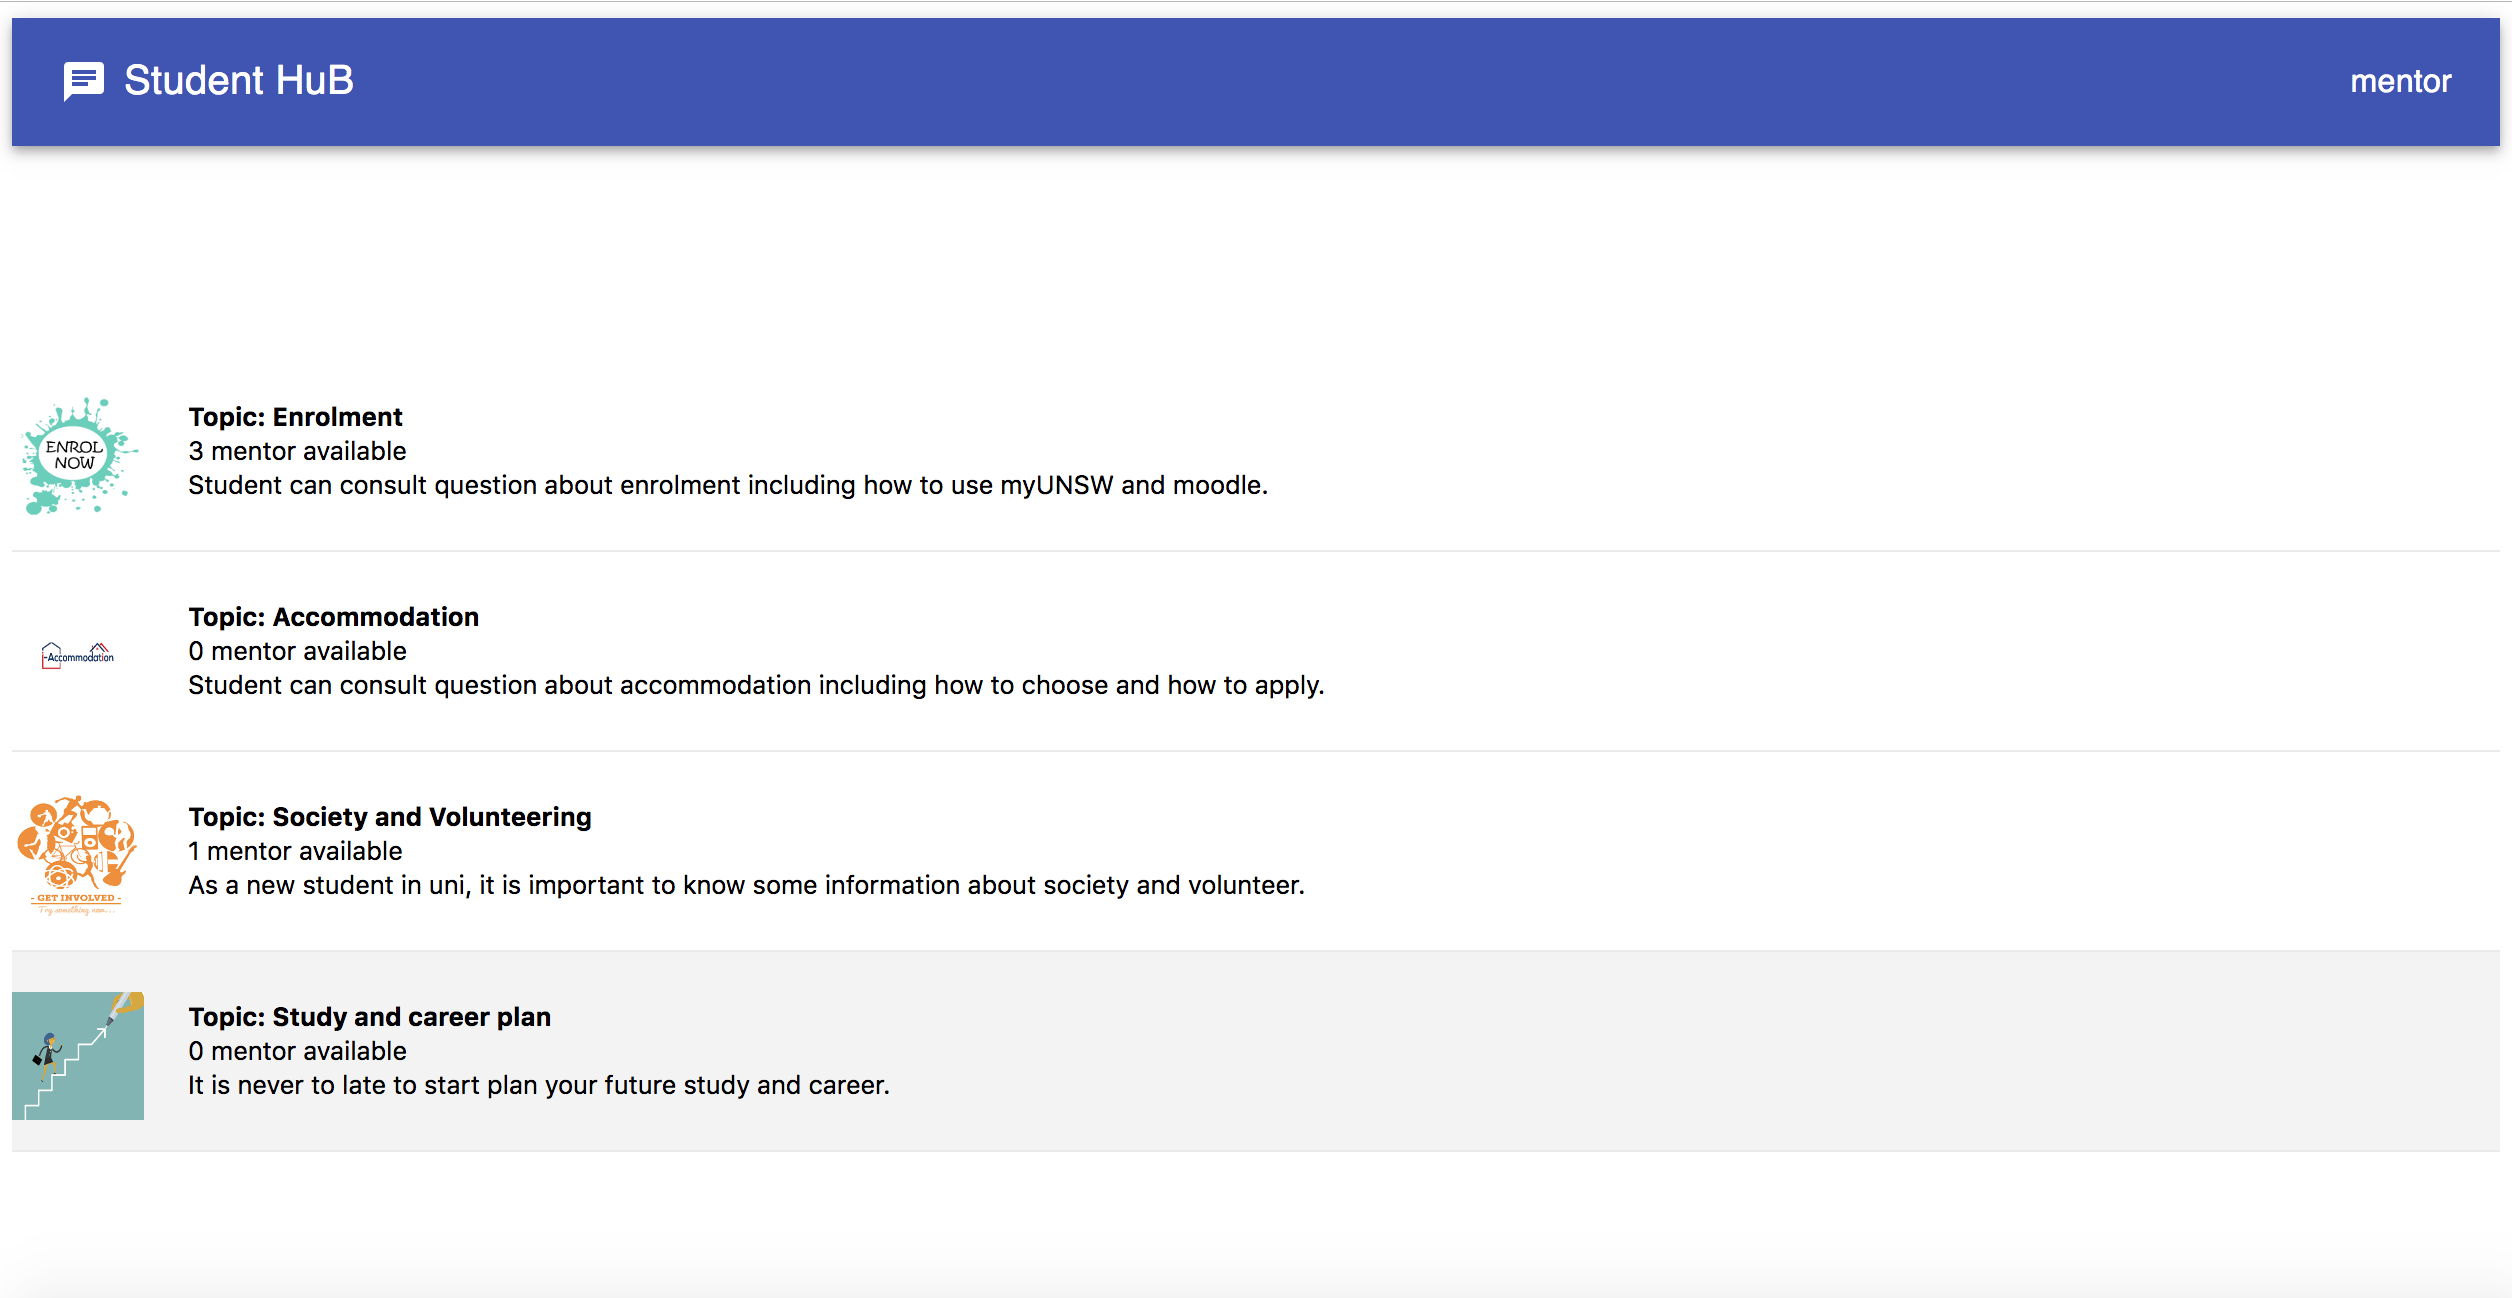 Student HuB
mentor
ENROL
NOW
Topic: Enrolment
3 mentor available
Student can consult question about enrolment including how to use myUNSW and moodle.
i-Accommodation
Topic: Accommodation
0 mentor available
Student can consult question about accommodation including how to choose and how to apply.
- GET INVOLVED -
Try something new...
Topic: Society and Volunteering
1 mentor available
As a new student in uni, it is important to know some information about society and volunteer.
Topic: Study and career plan
0 mentor available
It is never to late to start plan your future study and career.